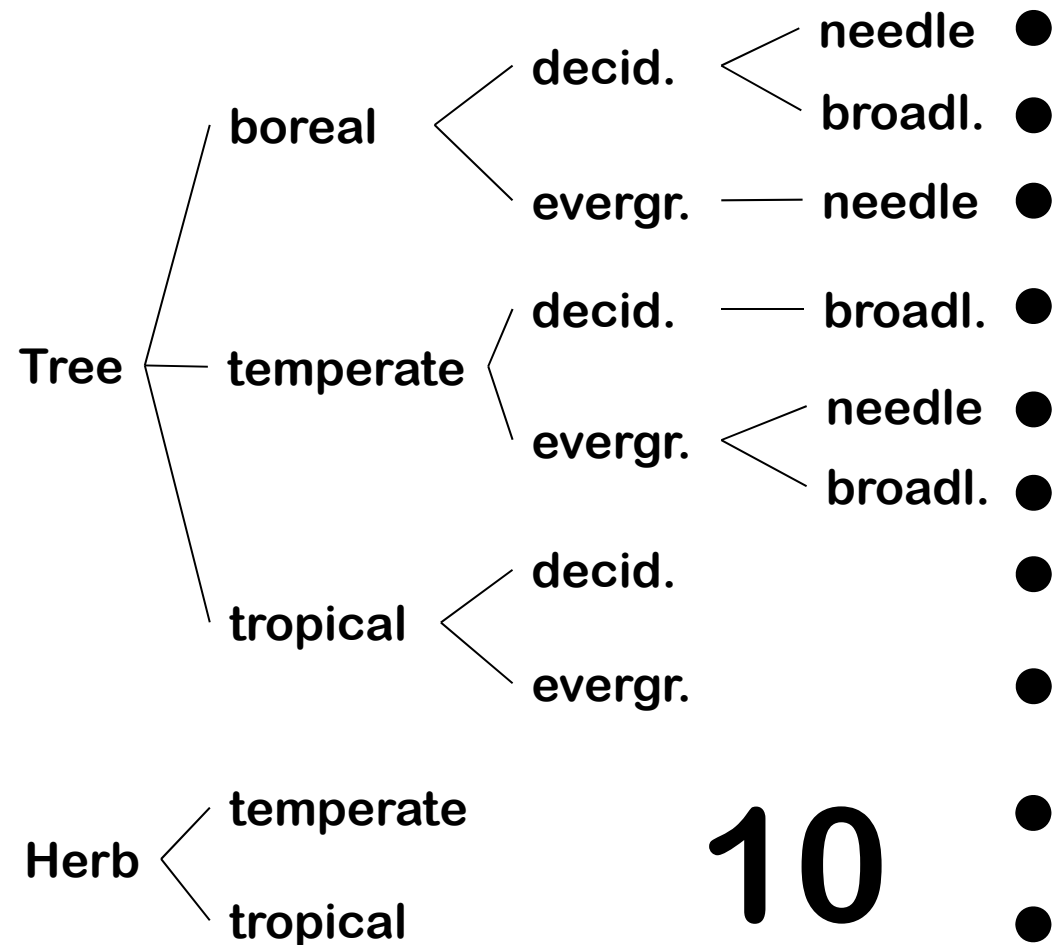 needle
decid.
broadl.
boreal
evergr.
needle
decid.
broadl.
Tree
temperate
needle
evergr.
broadl.
decid.
tropical
evergr.
temperate
Herb
10
tropical